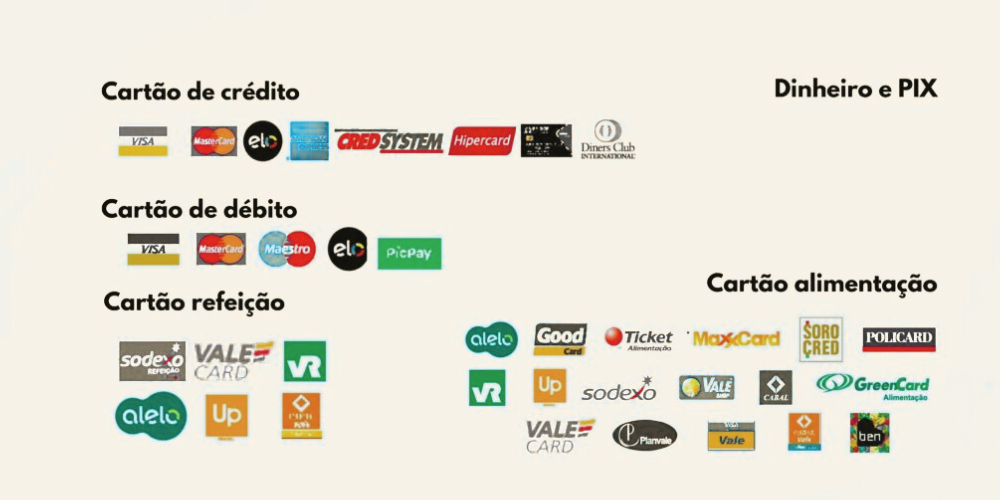 Cartão de crédito
VISA
MasterCard
elo
CREDSYSTEM
Hipercard
Diners Club
INTERNATIONAL
Dinheiro e PIX
Cartão de débito
VISA
MasterCard
Maestro
elo
PicPay
Cartão refeição
sodexo
REFEIÇÃO
VALE
CARD
VR
alelo
Up
Cartão alimentação
alelo
Good
Card
Ticket
Alimentação
MaxxCard
SORO
CRED
POLICARD
VR
Up
sodexo
VALE
CABAL
GreenCard
Alimentação
VALE
CARD
Planvale
VISA
Vale
ben